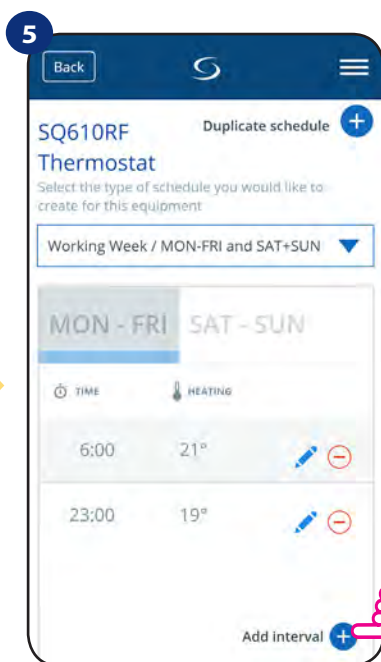 5
Back
SQ610RF
Thermostat
Duplicate schedule
Select the type of schedule you would like to
create for this equipment
Working Week / MON-FRI and SAT+SUN
MON - FRI SAT - SUN
TIME HEATING
6:00 21°
23:00 19°
Add interval